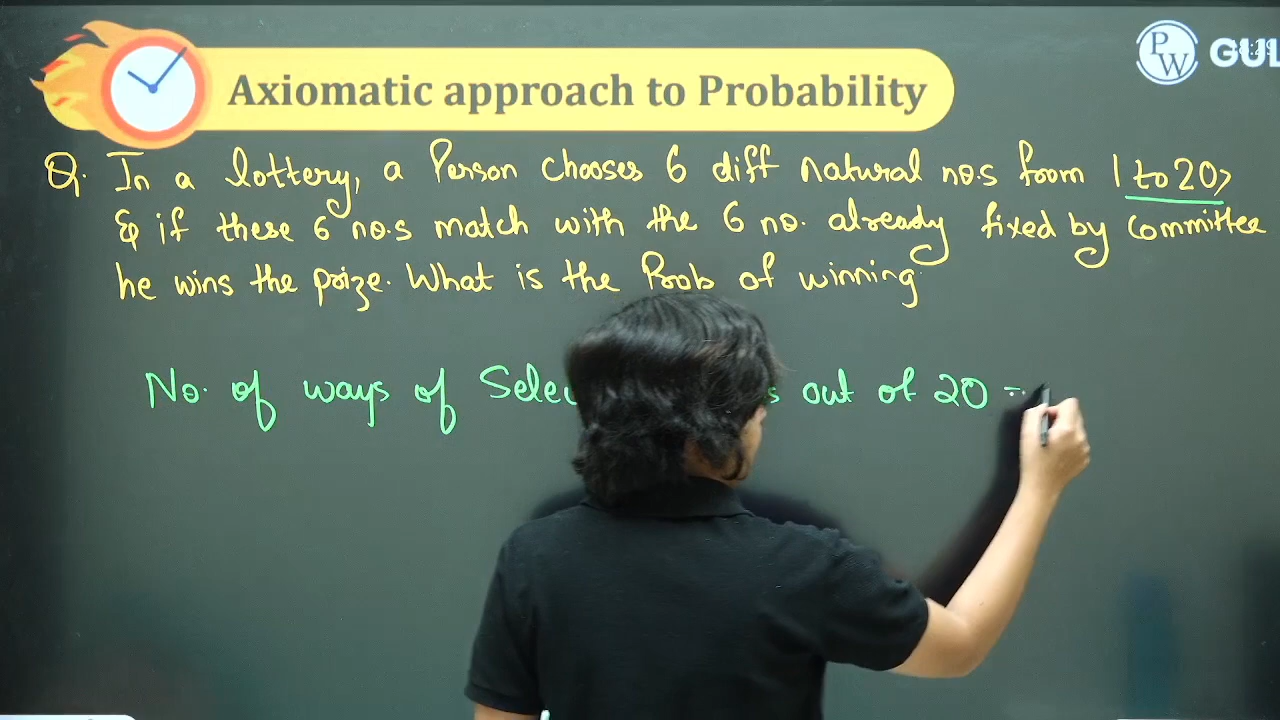 PW GUL
Axiomatic approach to Probability
Q. In a lottery, a Person chooses 6 diff natural no.s from 1 to 20,
& if these 6 no.s match with the 6 no. already fixed by committee
he wins the prize. What is the Prob of winning.
No. of ways of Selec s out of 20 =